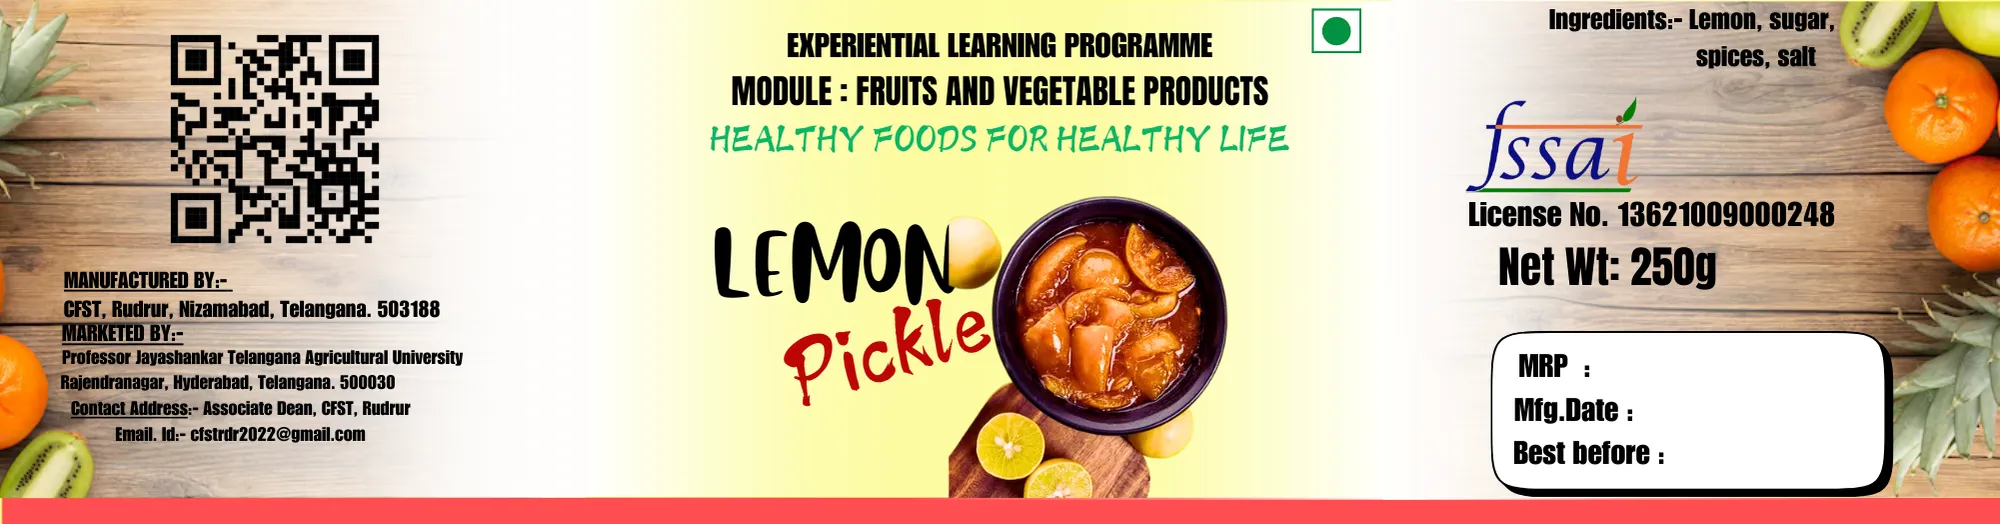 MANUFACTURED BY:-
CFST, Rudrur, Nizamabad, Telangana. 503188
MARKETED BY:-
Professor Jayashankar Telangana Agricultural University
Rajendranagar, Hyderabad, Telangana. 500030
Contact Address:- Associate Dean, CFST, Rudrur
Email. Id:- cfstrdr2022@gmail.com
EXPERIENTIAL LEARNING PROGRAMME
MODULE : FRUITS AND VEGETABLE PRODUCTS
HEALTHY FOODS FOR HEALTHY LIFE
LEMON
Pickle
Ingredients:- Lemon, sugar,
spices, salt
fssai
License No. 13621009000248
Net Wt: 250g
MRP :
Mfg.Date :
Best before :